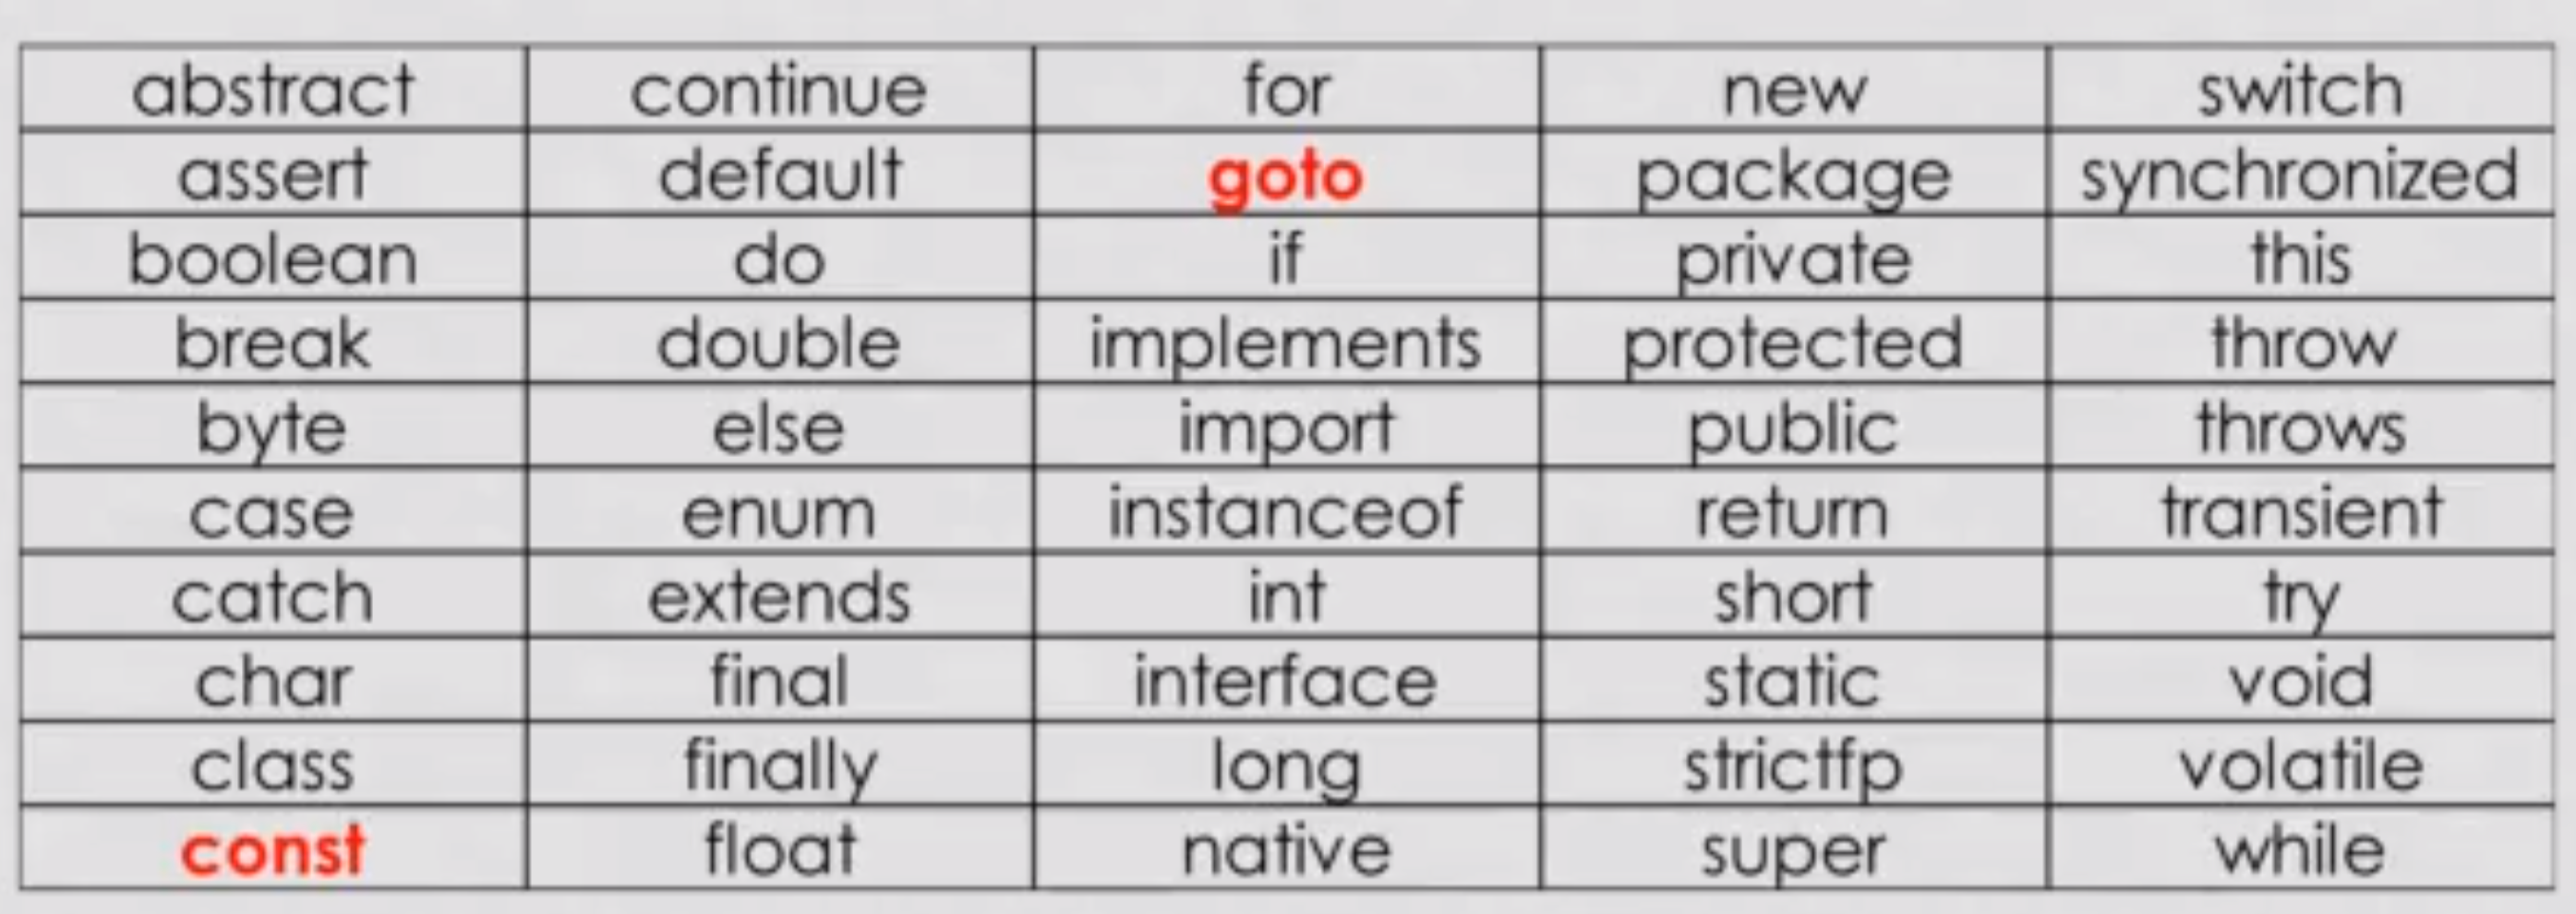 abstract continue for new switch
assert default goto package synchronized
boolean do if private this
break double implements protected throw
byte else import public throws
case enum instanceof return transient
catch extends int short try
char final interface static void
class finally long strictfp volatile
const float native super while